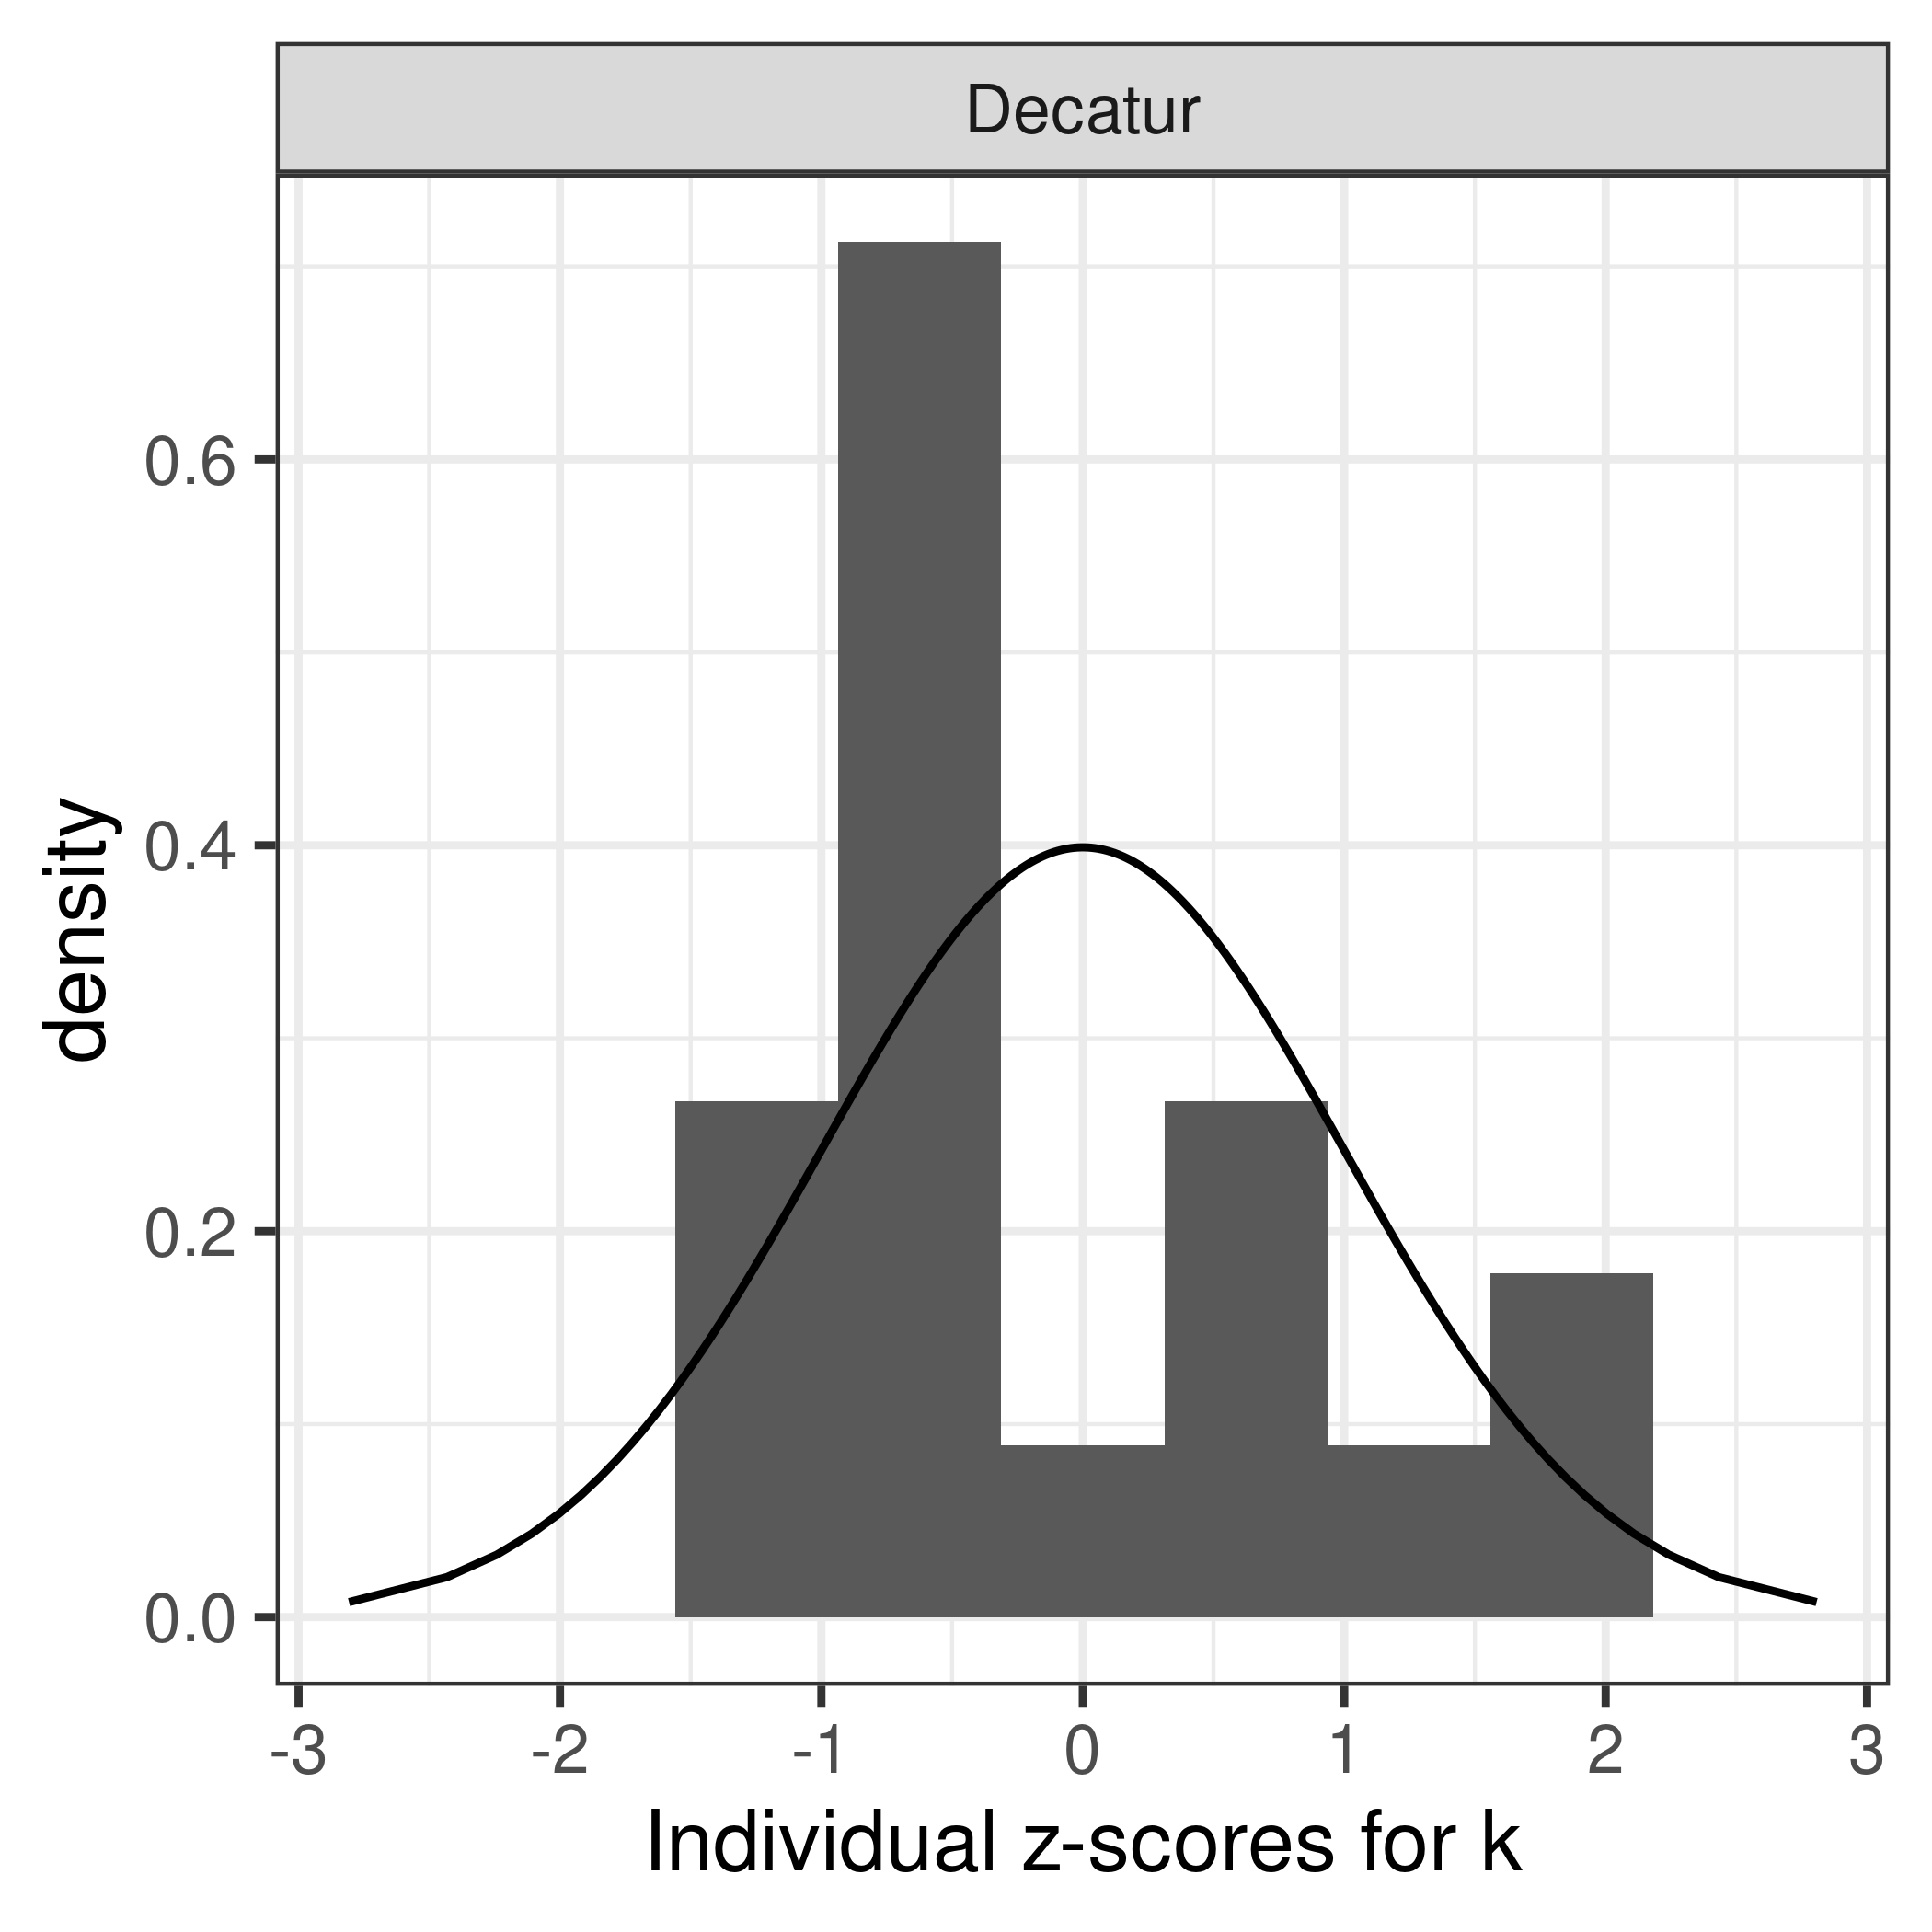 Decatur
density
0.6
0.4
0.2
0.0
-3 -2 -1 0 1 2 3
Individual z-scores for k